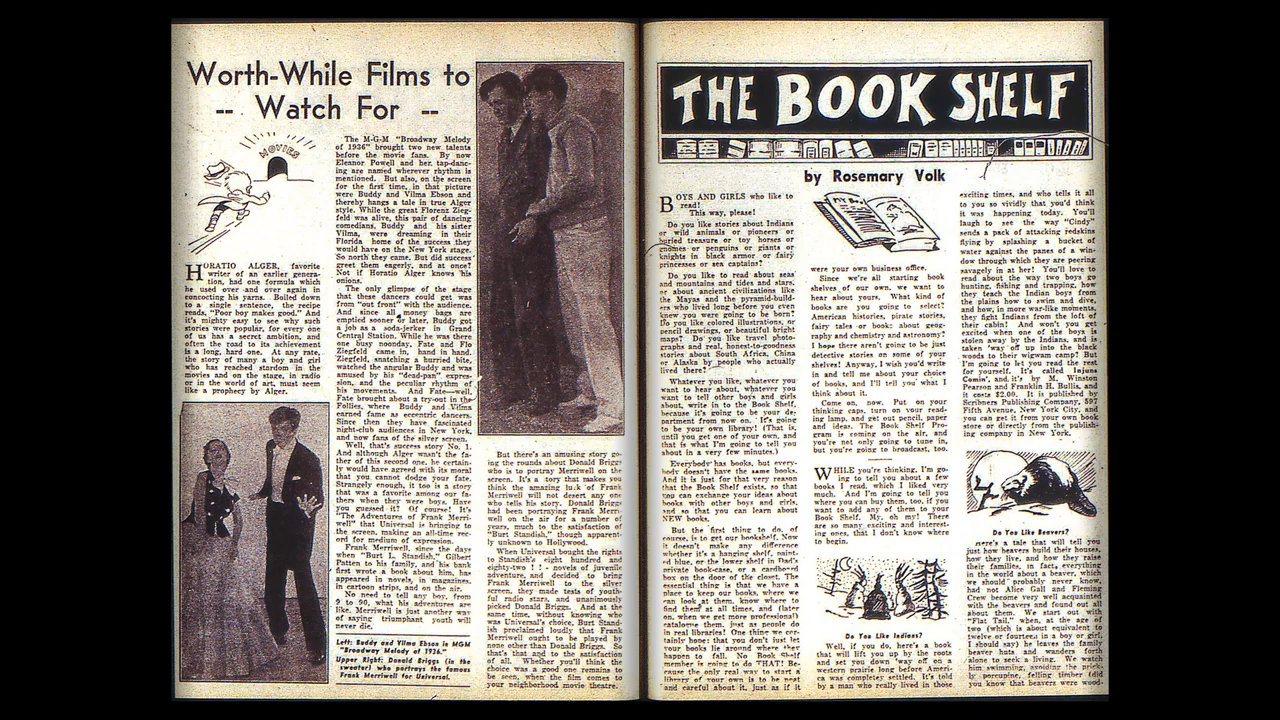 Worth-While Films to
-- Watch For --
MOVIES
HORATIO ALGER, favorite
writer of an earlier genera-
tion, had one formula which
he used over and over again in
concocting his yarns. Boiled down
to a single sentence, the recipe
reads, "Poor boy makes good." And
it's mighty easy to see why such
stories were popular, for every one
of us has a secret ambition, and
often the road to its achievement
is a long, hard one. At any rate,
the story of many a boy and girl
who has reached stardom in the
movies and on the stage, in radio
or in the world of art, must seem
like a prophecy by Alger.
The M-G-M "Broadway Melody
of 1936" brought two new talents
before the movie fans. By now
Eleanor Powell and her tap-danc-
ing are named wherever rhythm is
mentioned. But also, on the screen
for the first time, in that picture
were Buddy and Vilma Ebson and
thereby hangs a tale in true Alger
style. While the great Florenz Zieg-
feld was alive, this pair of dancing
comedians, Buddy and his sister
Vilma, were dreaming in their
Florida home of the success they
would have on the New York stage.
So north they came. But did success
greet them eagerly, and at once?
Not if Horatio Alger knows his
onions.
The only glimpse of the stage
that these dancers could get was
from "out front" with the audience.
And since all money bags are
emptied sooner or later, Buddy got
a job as a soda-jerker in Grand
Central Station. While he was there
one busy noonday, Fate and Flo
Ziegfeld came in, hand in hand.
Ziegfeld, snatching a hurried bite,
watched the angular Buddy and was
amused by his "dead-pan" expres-
sion, and the peculiar rhythm of
his movements. And Fate—well,
Fate brought about a try-out in the
Follies, where Buddy and Vilma
earned fame as eccentric dancers.
Since then they have fascinated
night-club audiences in New York,
and now fans of the silver screen.
Well, that's success story No. 1.
And although Alger wasn't the fa-
ther of this second one, he certain-
ly would have agreed with its moral
that you cannot dodge your fate.
Strangely enough, it too is a story
that was a favorite among our fa-
thers when they were boys. Have
you guessed it? Of course! It's
"The Adventures of Frank Merri-
well" that Universal is bringing to
the screen, making an all-time rec-
ord for medium of expression.
Frank Merriwell, since the days
when "Burt L. Standish," Gilbert
Patten to his family, and his bank
first wrote a book about him, has
appeared in novels, in magazines,
in cartoon strips, and on the air.
No need to tell any boy, from
9 to 90, what his adventures are
like. Merriwell is just another way
of saying triumphant youth will
never die.
Left: Buddy and Vilma Ebsen in MGM
"Broadway Melody of 1936."
Upper Right: Donald Briggs (in the
sweater) who portrays the famous
Frank Merriwell for Universal.
But there's an amusing story go-
ing the rounds about Donald Briggs
who is to portray Merriwell on the
screen. It's a story that makes you
think the amazing luck of Frank
Merriwell will not desert any one
who tells his story. Donald Briggs
had been portraying Frank Merri-
well on the air for a number of
years, much to the satisfaction of
"Burt Standish," though apparent-
ly unknown to Hollywood.
When Universal bought the rights
to Standish's eight hundred and
eighty-two ! ! - novels of juvenile
adventure, and decided to bring
Frank Merriwell to the silver
screen, they made tests of youth-
ful radio stars, and unanimously
picked Donald Briggs. And at the
same time, without knowing who
was Universal's choice, Burt Stand-
ish proclaimed loudly that Frank
Merriwell ought to be played by
none other than Donald Briggs. So
that's that and to the satisfaction
of all. Whether you'll think the
choice was a good one remains to
be seen, when the film comes to
your neighborhood movie theatre.
THE BOOK SHELF
by Rosemary Volk
BOYS AND GIRLS who like to
read!
This way, please!
Do you like stories about Indians
or wild animals or pioneers or
buried treasure or toy horses or
gnomes or penguins or giants or
knights in black armor or fairy
princesses or sea captains?
Do you like to read about seas
and mountains and tides and stars,
or about ancient civilizations like
the Mayas and the pyramid-build-
ers who lived long before you even
knew you were going to be born?
Do you like colored illustrations, or
pencil drawings, or beautiful bright
maps? Do you like travel photo-
graphs and real, honest-to-goodness
stories about South Africa, China
or Alaska by people who actually
lived there?
Whatever you like, whatever you
want to hear about, whatever you
want to tell other boys and girls
about, write in to the Book Shelf,
because it's going to be your de-
partment from now on. It's going
to be your own library! (That is,
until you get one of your own, and
that is what I'm going to tell you
about in a very few minutes.)
Everybody has books, but every-
body doesn't have the same books.
And it is just for that very reason
that the Book Shelf exists, so that
you can exchange your ideas about
books with other boys and girls,
and so that you can learn about
NEW books.
But the first thing to do, of
course, is to get our bookshelf. Now
it doesn't make any difference
whether it's a hanging shelf, paint-
ed blue, or the lower shelf in Dad's
private book-case, or a cardboard
box on the door of the closet. The
essential thing is that we have a
place to keep our books, where we
can look at them, know where to
find them at all times, and (later
on, when we get more professional)
catalogue them, just as people do
in real libraries! One thing we cer-
tainly hope: that you don't just let
your books lie around where they
happen to fall. No Book Shelf
member is going to do THAT! Be-
cause the only real way to start a
library of your own is to be neat
and careful about it, just as if it
MY BOOK
were your own business office.
Since we're all starting book
shelves of our own, we want to
hear about yours. What kind of
books are you going to select?
American histories, pirate stories,
fairy tales or book: about geog-
raphy and chemistry and astronomy?
I hope there aren't going to be just
detective stories on some of your
shelves! Anyway, I wish you'd write
in and tell me about your choice
of books, and I'll tell you what I
think about it.
Come on, now. Put on your
thinking caps, turn on your read-
ing lamp, and get out pencil, paper
and ideas. The Book Shelf Pro-
gram is coming on the air, and
you're not only going to tune in,
but you're going to broadcast, too.
WHILE you're thinking, I'm go-
ing to tell you about a few
books I read, which I liked very
much. And I'm going to tell you
where you can buy them, too, if you
want to add any of them to your
Book Shelf. My, oh my! There
are so many exciting and interest-
ing ones, that I don't know where
to begin.
Do You Like Indians?
Well, if you do, here's a book
that will lift you up by the roots
and set you down 'way off on a
western prairie long before Ameri-
ca was completely settled. It's told
by a man who really lived in those
exciting times, and who tells it all
to you so vividly that you'd think
it was happening today. You'll
laugh to see the way "Cindy"
sends a pack of attacking redskins
flying by splashing a bucket of
water against the panes of a win-
dow through which they are peering
savagely in at her! You'll love to
read about the way two boys go
hunting, fishing and trapping, how
they teach the Indian boys from
the plains how to swim and dive,
and how, in more war-like moments,
they fight Indians from the loft of
their cabin! And won't you get
excited when one of the boys is
stolen away by the Indians, and is
taken 'way off up into the black
woods to their wigwam camp? But
I'm going to let you read the rest
for yourself. It's called Injuns
Comin', and it's by M. Winston
Pearson and Franklin H. Bullis, and
it costs $2.00. It is published by
Scribners Publishing Company, 597
Fifth Avenue, New York City, and
you can get it from your own book
store or directly from the publish-
ing company in New York.
Do You Like Beavers?
Here's a tale that will tell you
just how beavers build their houses,
how they live, and how they raise
their families, in fact, everything
in the world about a beaver, which
we should probably never know,
had not Alice Gall and Fleming
Crew become very well acquainted
with the beavers and found out all
about them. We start out with
"Flat Tail," when, at the age of
two (which is about equivalent to
twelve or fourteen in a boy or girl,
I should say) he leaves the family
beaver huts and wanders forth
alone to seek a living. We watch
him swimming, avoiding the prick-
ly porcupine, felling timber (did
you know that beavers were wood-